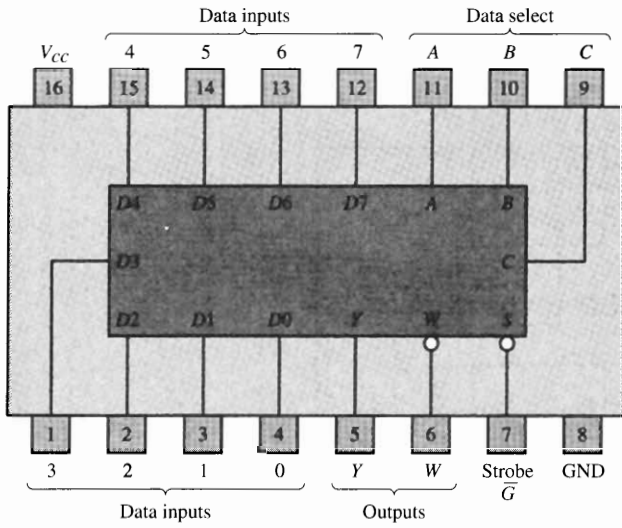 Data inputs Data select
V_CC 4 5 6 7 A B C
16 15 14 13 12 11 10 9
D4 D5 D6 D7 A B
D3 C
D2 D1 D0 Y W S
1 2 3 4 5 6 7 8
3 2 1 0 Y W Strobe G̅ GND
Data inputs Outputs